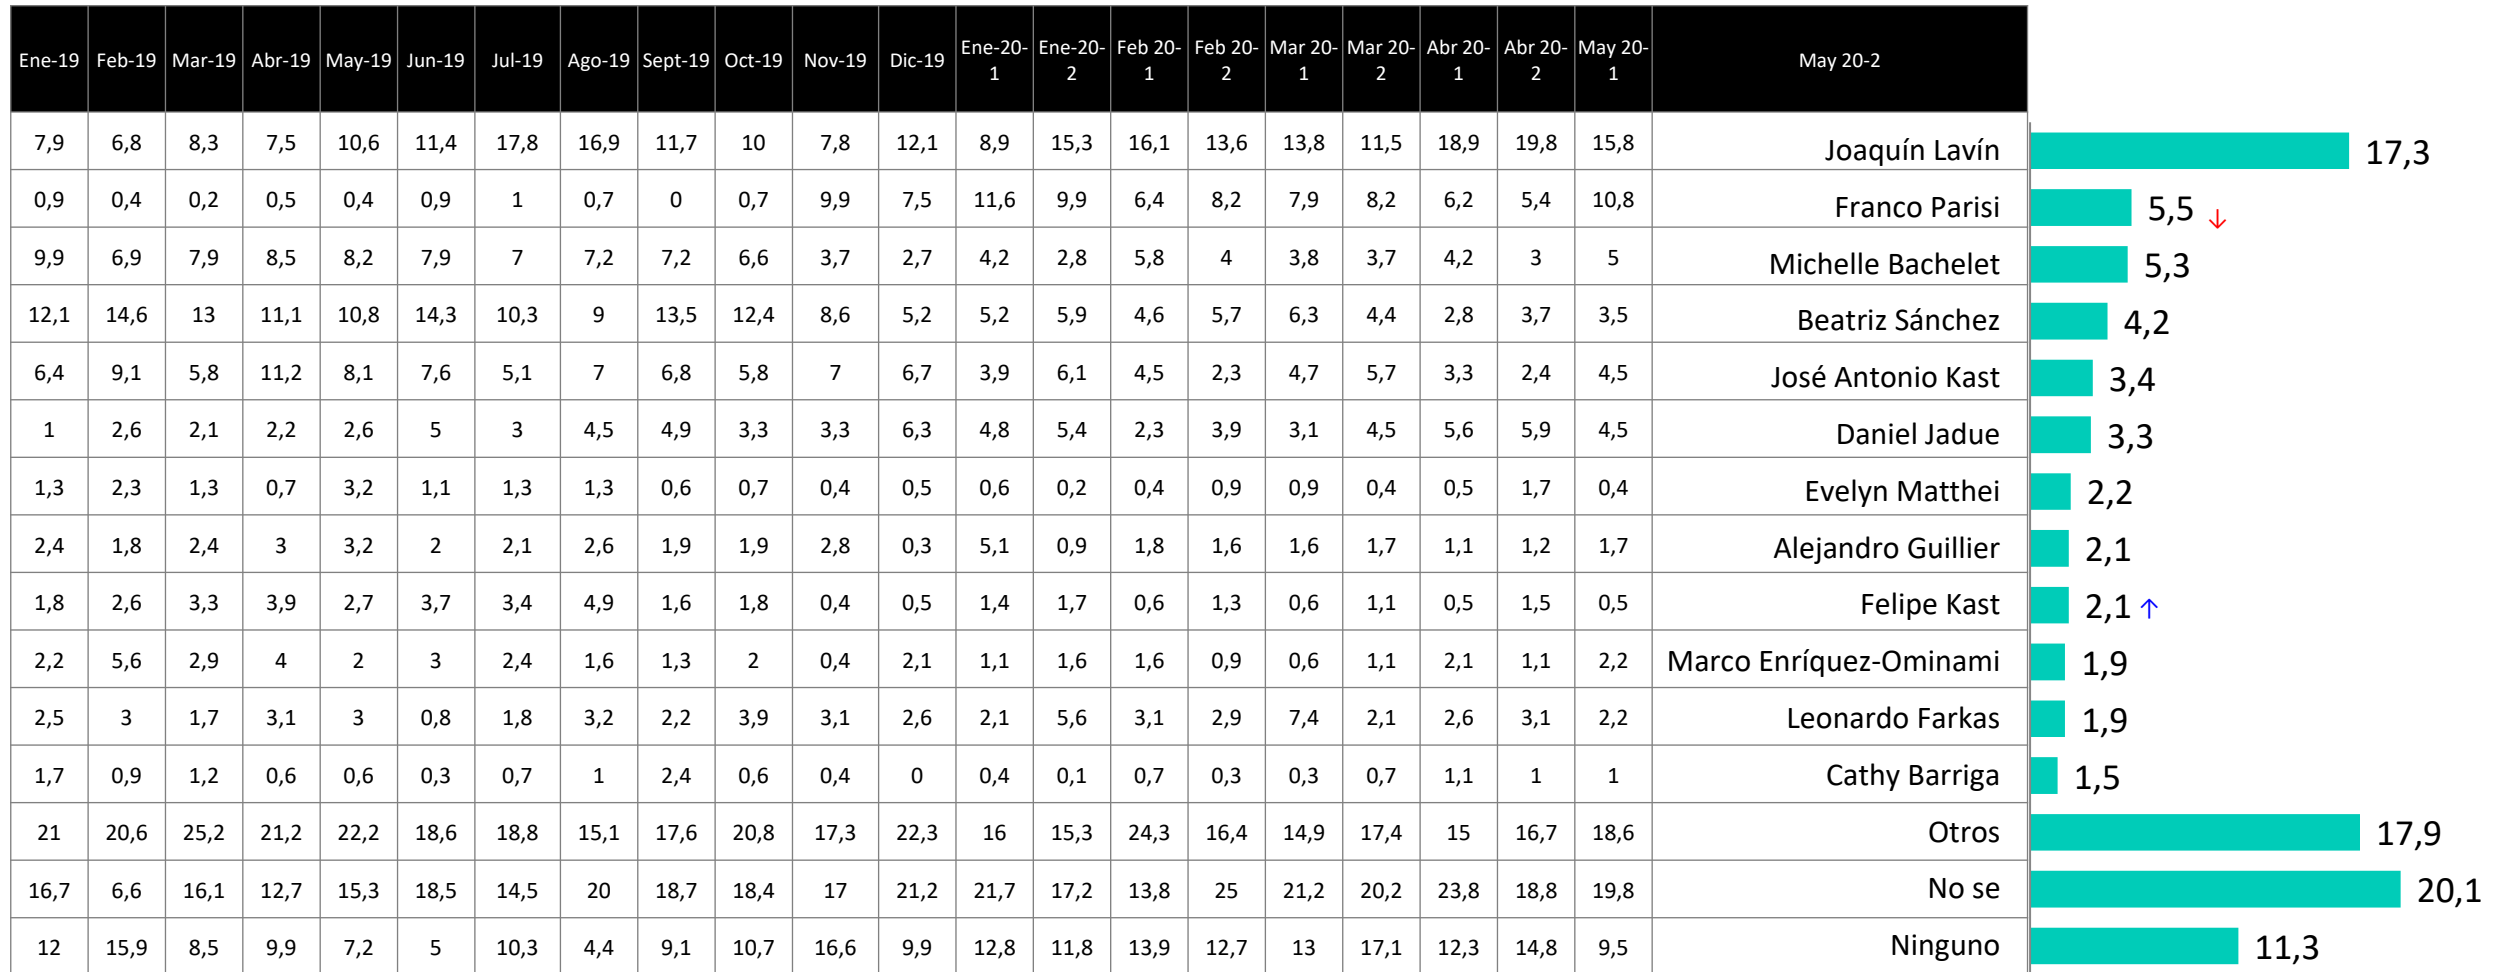 Ene-19 Feb-19 Mar-19 Abr-19 May-19 Jun-19 Jul-19 Ago-19 Sept-19 Oct-19 Nov-19 Dic-19 Ene-20-1 Ene-20-2 Feb 20-1 Feb 20-2 Mar 20-1 Mar 20-2 Abr 20-1 Abr 20-2 May 20-1 May 20-2
7,9 6,8 8,3 7,5 10,6 11,4 17,8 16,9 11,7 10 7,8 12,1 8,9 15,3 16,1 13,6 13,8 11,5 18,9 19,8 15,8 Joaquín Lavín 17,3
0,9 0,4 0,2 0,5 0,4 0,9 1 0,7 0 0,7 9,9 7,5 11,6 9,9 6,4 8,2 7,9 8,2 6,2 5,4 10,8 Franco Parisi 5,5 ↓
9,9 6,9 7,9 8,5 8,2 7,9 7 7,2 7,2 6,6 3,7 2,7 4,2 2,8 5,8 4 3,8 3,7 4,2 3 5 Michelle Bachelet 5,3
12,1 14,6 13 11,1 10,8 14,3 10,3 9 13,5 12,4 8,6 5,2 5,2 5,9 4,6 5,7 6,3 4,4 2,8 3,7 3,5 Beatriz Sánchez 4,2
6,4 9,1 5,8 11,2 8,1 7,6 5,1 7 6,8 5,8 7 6,7 3,9 6,1 4,5 2,3 4,7 5,7 3,3 2,4 4,5 José Antonio Kast 3,4
1 2,6 2,1 2,2 2,6 5 3 4,5 4,9 3,3 3,3 6,3 4,8 5,4 2,3 3,9 3,1 4,5 5,6 5,9 4,5 Daniel Jadue 3,3
1,3 2,3 1,3 0,7 3,2 1,1 1,3 1,3 0,6 0,7 0,4 0,5 0,6 0,2 0,4 0,9 0,9 0,4 0,5 1,7 0,4 Evelyn Matthei 2,2
2,4 1,8 2,4 3 3,2 2 2,1 2,6 1,9 1,9 2,8 0,3 5,1 0,9 1,8 1,6 1,6 1,7 1,1 1,2 1,7 Alejandro Guillier 2,1
1,8 2,6 3,3 3,9 2,7 3,7 3,4 4,9 1,6 1,8 0,4 0,5 1,4 1,7 0,6 1,3 0,6 1,1 0,5 1,5 0,5 Felipe Kast 2,1 ↑
2,2 5,6 2,9 4 2 3 2,4 1,6 1,3 2 0,4 2,1 1,1 1,6 1,6 0,9 0,6 1,1 2,1 1,1 2,2 Marco Enríquez-Ominami 1,9
2,5 3 1,7 3,1 3 0,8 1,8 3,2 2,2 3,9 3,1 2,6 2,1 5,6 3,1 2,9 7,4 2,1 2,6 3,1 2,2 Leonardo Farkas 1,9
1,7 0,9 1,2 0,6 0,6 0,3 0,7 1 2,4 0,6 0,4 0 0,4 0,1 0,7 0,3 0,3 0,7 1,1 1 1 Cathy Barriga 1,5
21 20,6 25,2 21,2 22,2 18,6 18,8 15,1 17,6 20,8 17,3 22,3 16 15,3 24,3 16,4 14,9 17,4 15 16,7 18,6 Otros 17,9
16,7 6,6 16,1 12,7 15,3 18,5 14,5 20 18,7 18,4 17 21,2 21,7 17,2 13,8 25 21,2 20,2 23,8 18,8 19,8 No se 20,1
12 15,9 8,5 9,9 7,2 5 10,3 4,4 9,1 10,7 16,6 9,9 12,8 11,8 13,9 12,7 13 17,1 12,3 14,8 9,5 Ninguno 11,3